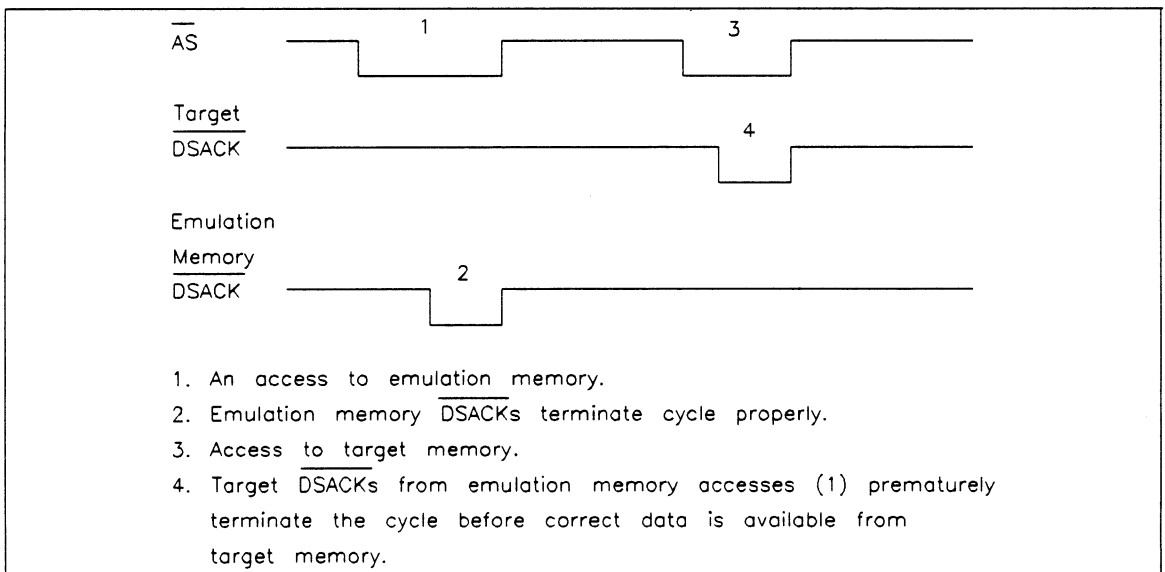 AS
1
3
Target
DSACK
4
Emulation
Memory
DSACK
2
1. An access to emulation memory.
2. Emulation memory DSACKs terminate cycle properly.
3. Access to target memory.
4. Target DSACKs from emulation memory accesses (1) prematurely
terminate the cycle before correct data is available from
target memory.